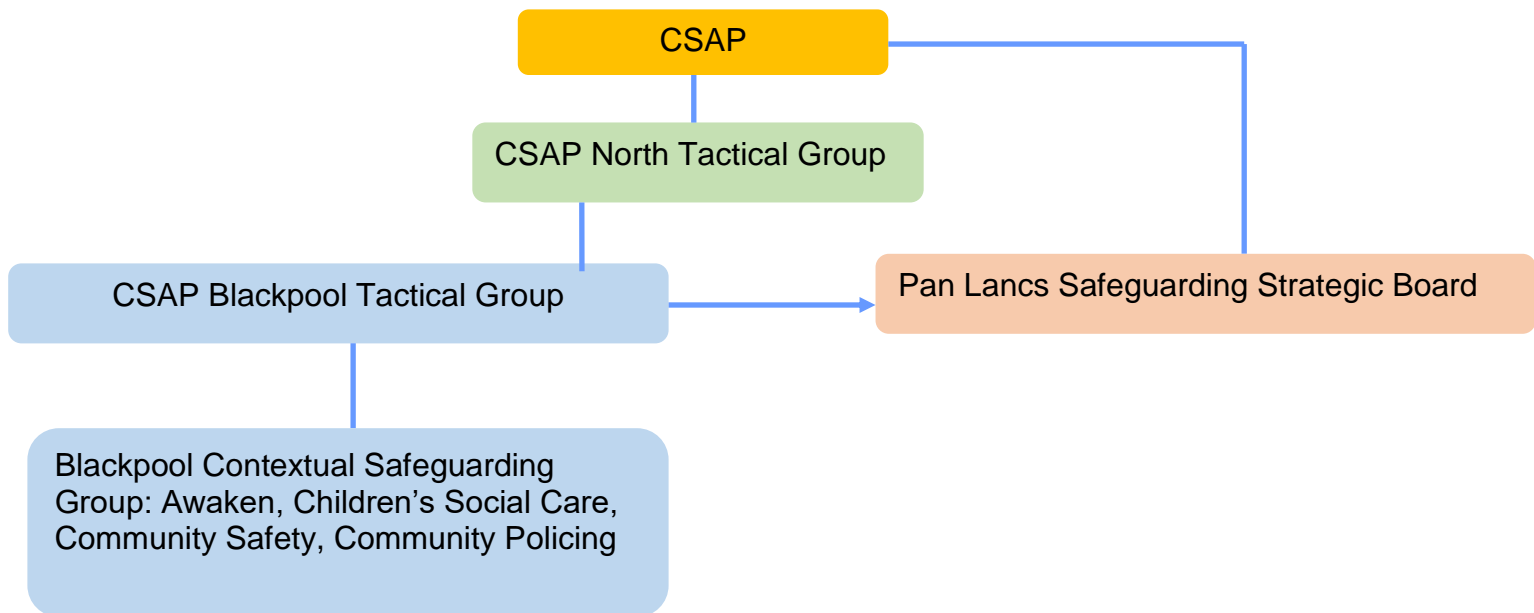 CSAP
CSAP North Tactical Group
CSAP Blackpool Tactical Group
Pan Lancs Safeguarding Strategic Board
Blackpool Contextual Safeguarding
Group: Awaken, Children’s Social Care,
Community Safety, Community Policing